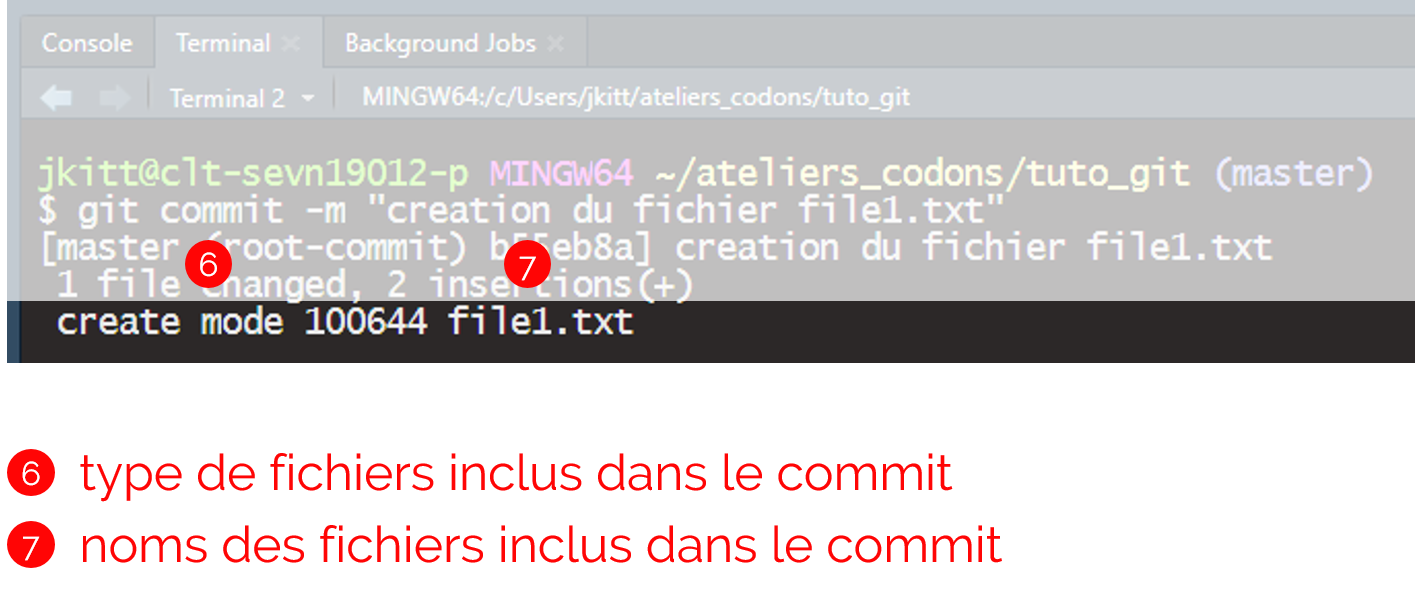 Console Terminal Background Jobs
Terminal 2 MINGW64:/c/Users/jkitt/ateliers_codons/tuto_git
jkitt@clt-sevn19012-p MINGW64 ~/ateliers_codons/tuto_git (master)
$ git commit -m "creation du fichier file1.txt"
[master (root-commit) b55eb8a] creation du fichier file1.txt
6 7
1 file changed, 2 insertions(+)
create mode 100644 file1.txt
6 type de fichiers inclus dans le commit
7 noms des fichiers inclus dans le commit